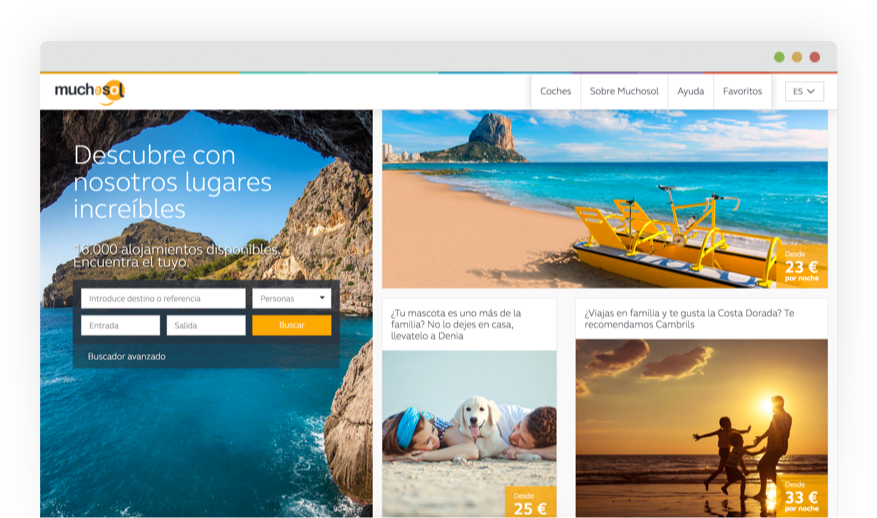 muchosol
Coches
Sobre Muchosol
Ayuda
Favoritos
ES
Descubre con
nosotros lugares
increíbles
16.000 alojamientos disponibles.
Encuentra el tuyo.
Introduce destino o referencia
Personas
Entrada
Salida
Buscar
Buscador avanzado
Desde
23 €
por noche
¿Tu mascota es uno más de la
familia? No lo dejes en casa,
llevatelo a Denia
Desde
25 €
¿Viajas en familia y te gusta la Costa Dorada? Te
recomendamos Cambrils
Desde
33 €
por noche